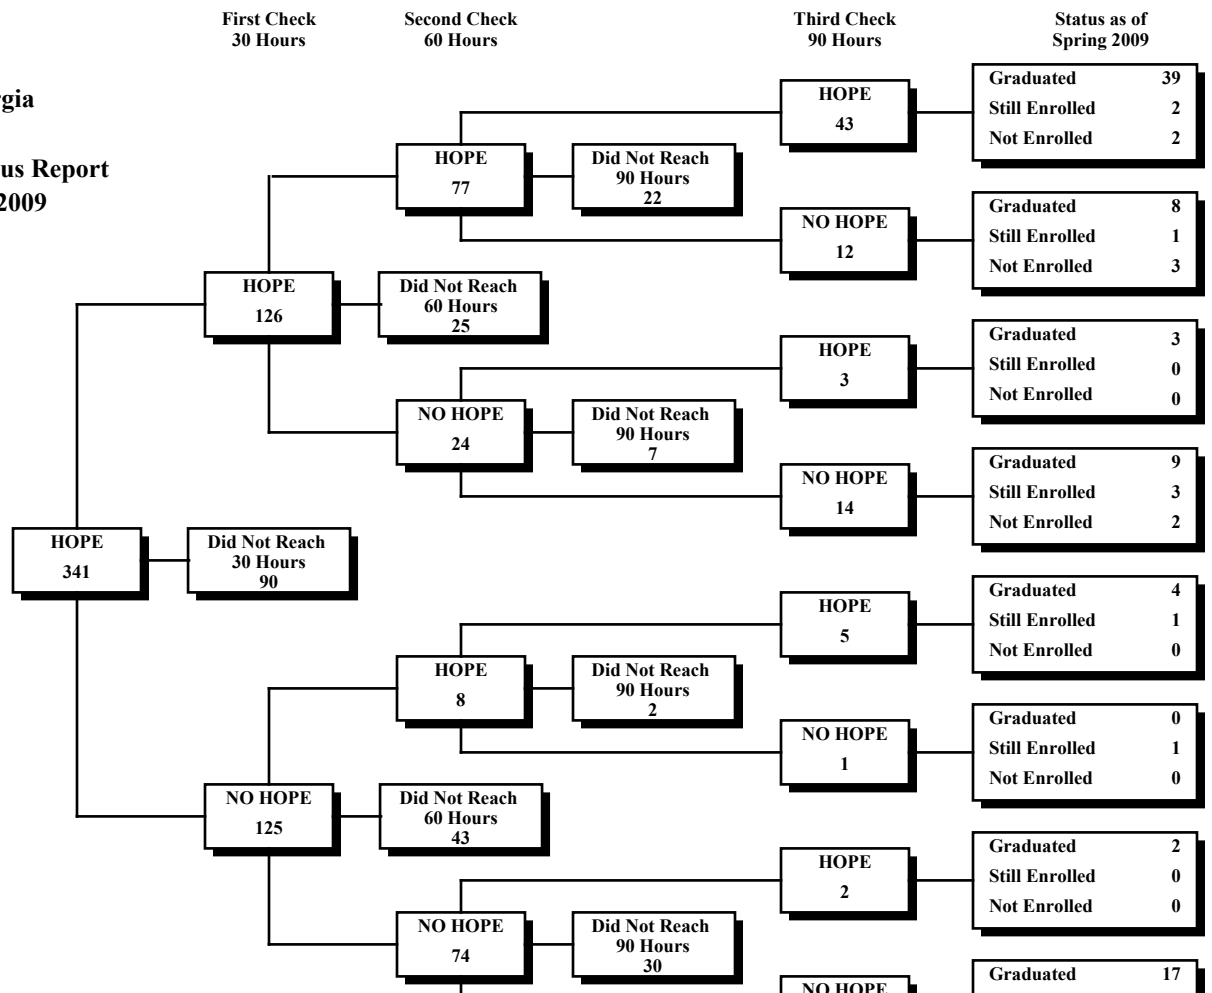 First Check
30 Hours
Second Check
60 Hours
Third Check
90 Hours
Status as of
Spring 2009
rgia
us Report
2009
HOPE
43
Graduated 39
Still Enrolled 2
Not Enrolled 2
HOPE
77
Did Not Reach
90 Hours
22
NO HOPE
12
Graduated 8
Still Enrolled 1
Not Enrolled 3
HOPE
126
Did Not Reach
60 Hours
25
HOPE
3
Graduated 3
Still Enrolled 0
Not Enrolled 0
NO HOPE
24
Did Not Reach
90 Hours
7
NO HOPE
14
Graduated 9
Still Enrolled 3
Not Enrolled 2
HOPE
341
Did Not Reach
30 Hours
90
HOPE
5
Graduated 4
Still Enrolled 1
Not Enrolled 0
HOPE
8
Did Not Reach
90 Hours
2
NO HOPE
1
Graduated 0
Still Enrolled 1
Not Enrolled 0
NO HOPE
125
Did Not Reach
60 Hours
43
HOPE
2
Graduated 2
Still Enrolled 0
Not Enrolled 0
NO HOPE
74
Did Not Reach
90 Hours
30
NO HOPE
Graduated 17